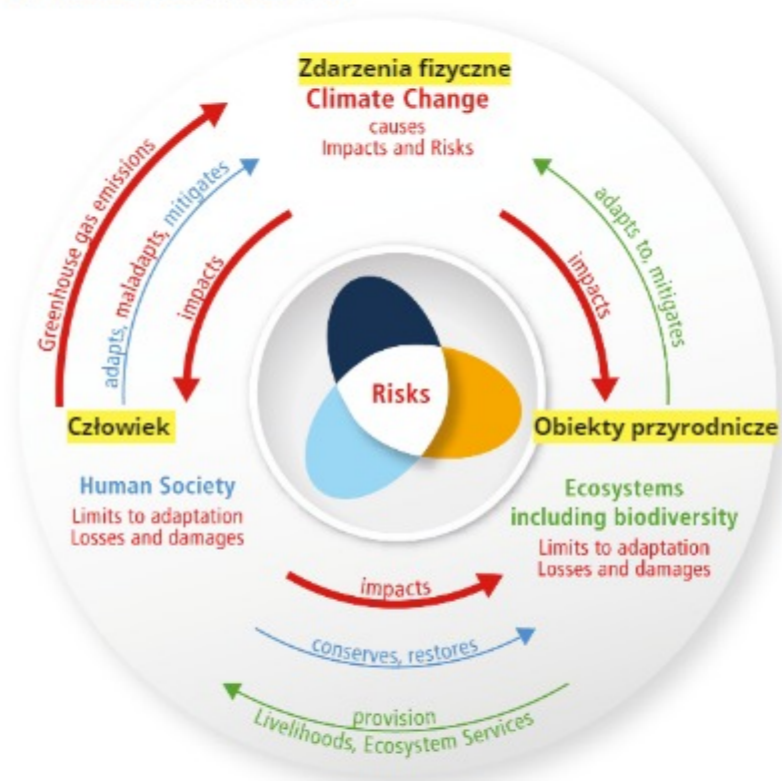 Zdarzenia fizyczne
Climate Change
causes
Impacts and Risks
Greenhouse gas emissions
adapts, maladapts, mitigates
impacts
impacts
adapts to, mitigates
Risks
Człowiek
Human Society
Limits to adaptation
Losses and damages
Obiekty przyrodnicze
Ecosystems
including biodiversity
Limits to adaptation
Losses and damages
impacts
conserves, restores
provision
Livelihoods, Ecosystem Services